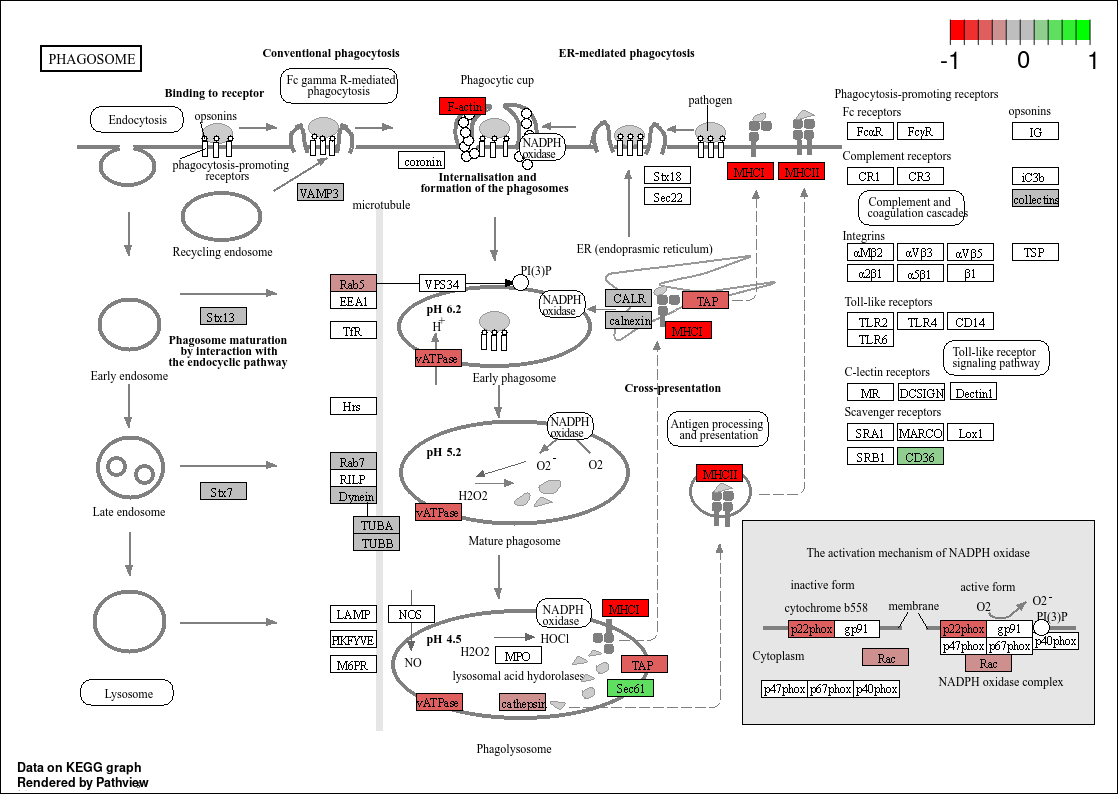 PHAGOSOME
Conventional phagocytosis
ER-mediated phagocytosis
-1
0
1
Binding to receptor
Fc gamma R-mediated
phagocytosis
Phagocytic cup
Phagocytosis-promoting receptors
Endocytosis
opsonins
F-actin
pathogen
Fc receptors
opsonins
FcαR
FcγR
IG
NADPH
oxidase
phagocytosis-promoting
receptors
coronin
Complement receptors
Internalisation and
formation of the phagosomes
Stx18
Sec22
MHCI
MHCII
CR1
CR3
iC3b
VAMP3
collectins
Complement and
coagulation cascades
microtubule
Integrins
Recycling endosome
ER (endoprasmic reticulum)
αMβ2
αVβ3
αVβ5
TSP
α2β1
α5β1
β1
PI(3)P
Rab5
VPS34
EEA1
NADPH
oxidase
CALR
TAP
Toll-like receptors
pH 6.2
H+
Stx13
calnexin
TLR2
TLR4
CD14
TfR
MHCI
TLR6
Phagosome maturation
by interaction with
the endocyclic pathway
vATPase
Toll-like receptor
signaling pathway
Early endosome
Early phagosome
C-lectin receptors
Cross-presentation
MR
DCSIGN
Dectin1
Hrs
Scavenger receptors
NADPH
oxidase
Antigen processing
and presentation
SRA1
MARCO
Lox1
pH 5.2
SRB1
CD36
Rab7
O2-
O2
MHCII
RILP
Stx7
Dynein
H2O2
Late endosome
vATPase
TUBA
TUBB
Mature phagosome
The activation mechanism of NADPH oxidase
inactive form
active form
LAMP
NOS
NADPH
oxidase
MHCI
cytochrome b558
membrane
O2
O2-
PI(3)P
PIKFYVE
pH 4.5
HOCl
p22phox
gp91
p22phox
gp91
p40phox
H2O2
MPO
p47phox
p67phox
M6PR
NO
TAP
Cytoplasm
Rac
Rac
lysosomal acid hydorolases
NADPH oxidase complex
Lysosome
Sec61
p47phox
p67phox
p40phox
vATPase
cathepsin
Phagolysosome
Data on KEGG graph
Rendered by Pathview